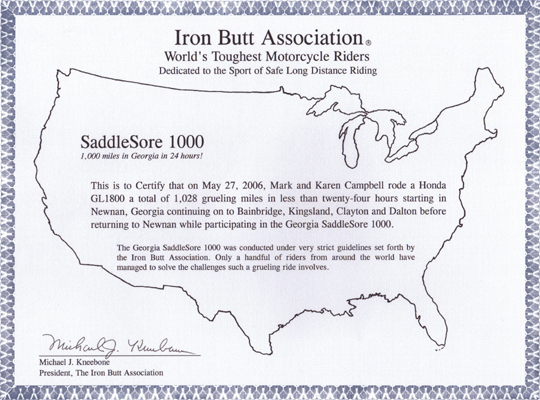 Iron Butt Association®
World's Toughest Motorcycle Riders
Dedicated to the Sport of Safe Long Distance Riding
SaddleSore 1000
1,000 miles in Georgia in 24 hours!
This is to Certify that on May 27, 2006, Mark and Karen Campbell rode a Honda
GL1800 a total of 1,028 grueling miles in less than twenty-four hours starting in
Newnan, Georgia continuing on to Bainbridge, Kingsland, Clayton and Dalton before
returning to Newnan while participating in the Georgia SaddleSore 1000.
The Georgia SaddleSore 1000 was conducted under very strict guidelines set forth by
the Iron Butt Association. Only a handful of riders from around the world have
managed to solve the challenges such a grueling ride involves.
Michael J. Kneebone
Michael J. Kneebone
President, The Iron Butt Association